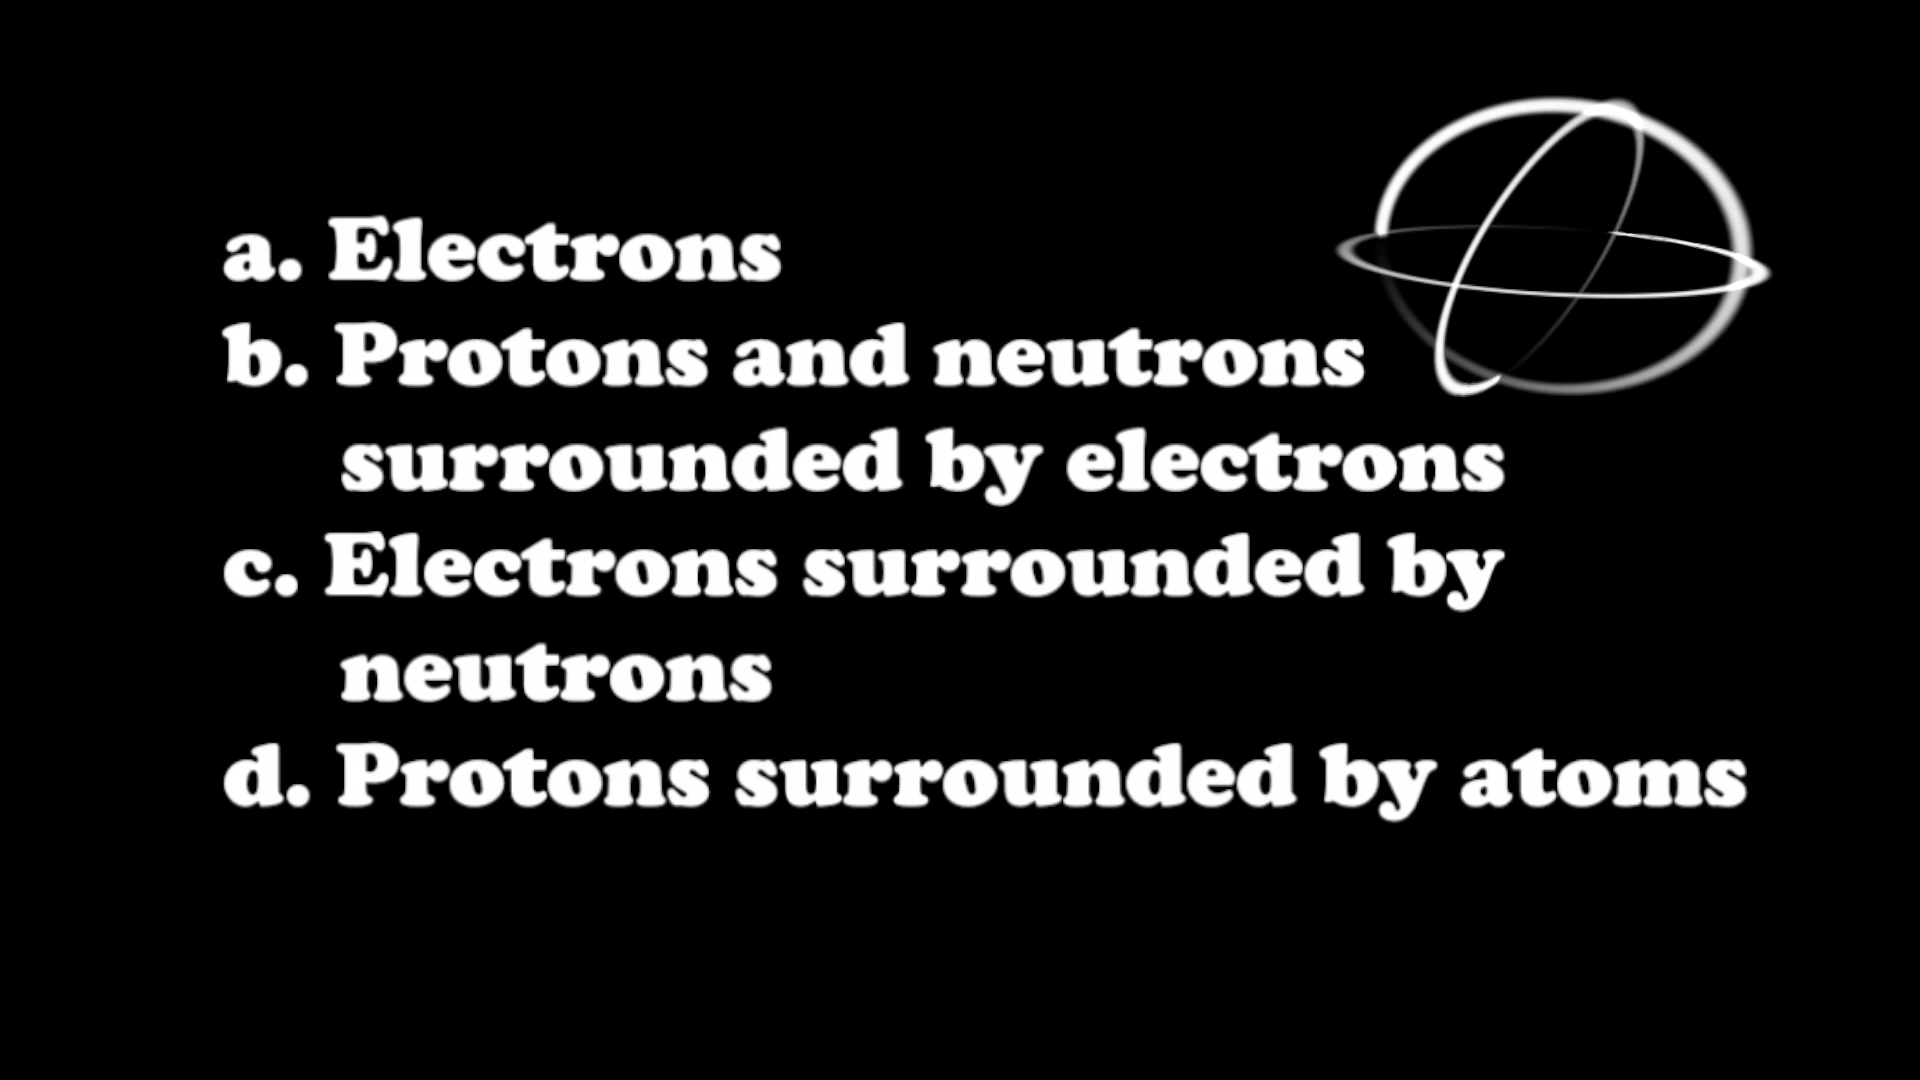 a. Electrons
b. Protons and neutrons
surrounded by electrons
c. Electrons surrounded by
neutrons
d. Protons surrounded by atoms